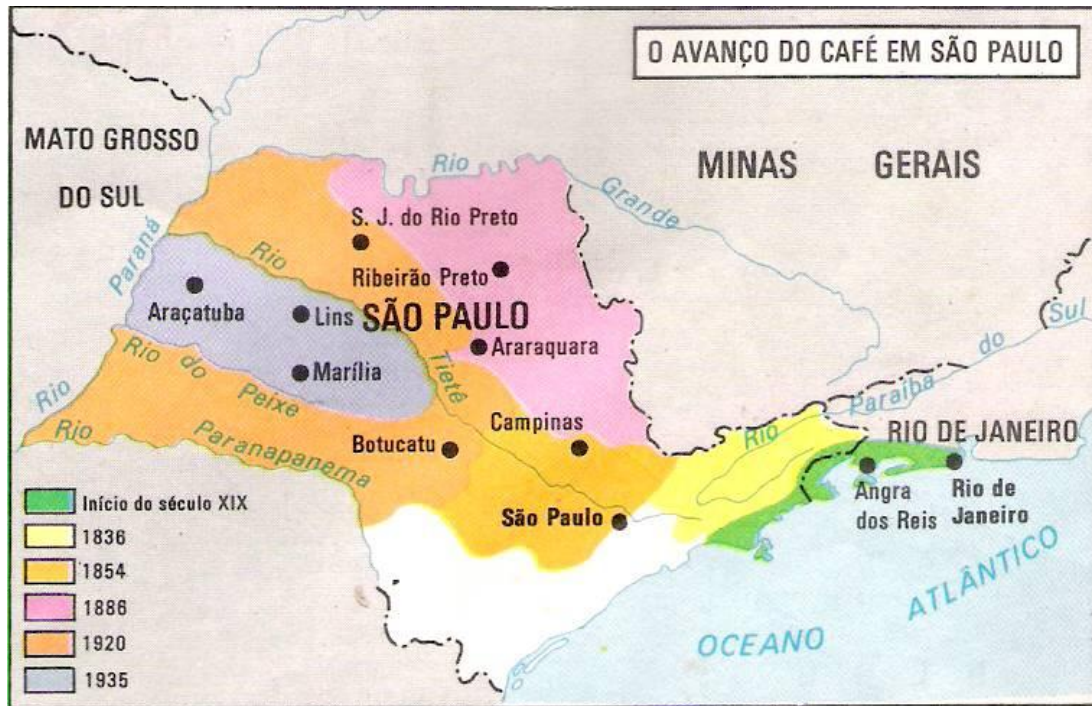 O AVANÇO DO CAFÉ EM SÃO PAULO
MATO GROSSO
DO SUL
MINAS GERAIS
Rio
Grande
Paraná
S. J. do Rio Preto
Ribeirão Preto
Rio
Araçatuba
Lins
SÃO PAULO
Araraquara
Tietê
Marília
Rio do Peixe
Rio
Rio Paranapanema
Botucatu
Campinas
Rio Paraíba do Sul
RIO DE JANEIRO
Angra
dos Reis
Rio de
Janeiro
São Paulo
OCEANO
ATLÂNTICO
Início do século XIX
1836
1854
1886
1920
1935